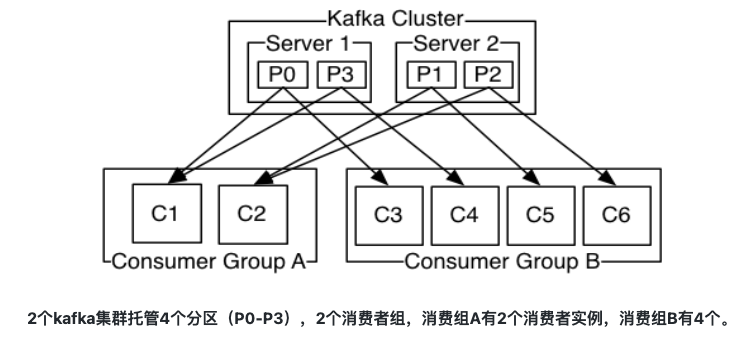 Kafka Cluster
Server 1
Server 2
P0
P3
P1
P2
C1
C2
C3
C4
C5
C6
Consumer Group A
Consumer Group B
2个kafka集群托管4个分区（P0-P3），2个消费者组，消费组A有2个消费者实例，消费组B有4个。